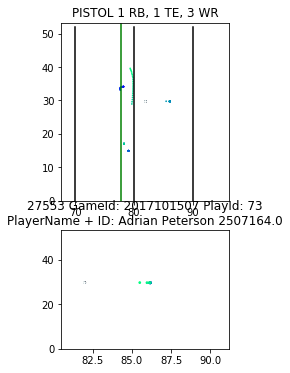 PISTOL 1 RB, 1 TE, 3 WR
50
40
30
20
10
0
70 80 90
27553 GameId: 2017101507 PlayId: 73
PlayerName + ID: Adrian Peterson 2507164.0
40
20
0
82.5 85.0 87.5 90.0